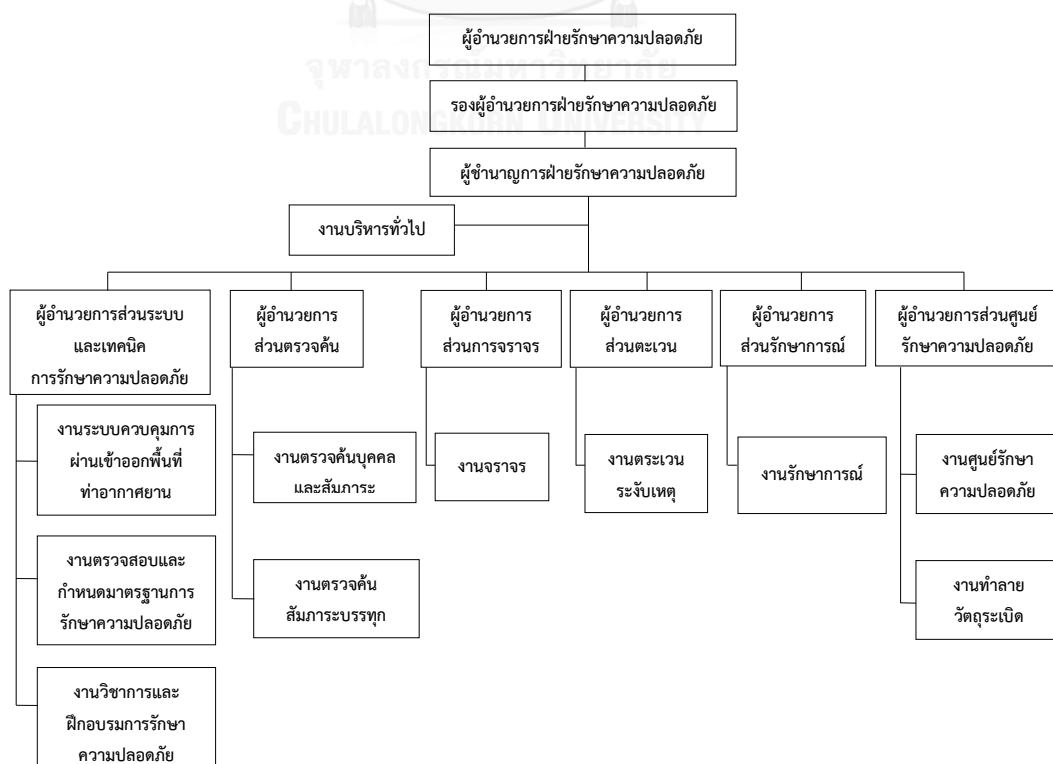 ผู้อำนวยการฝ่ายรักษาความปลอดภัย
จุฬาลงกรณ์มหาวิทยาลัย
CHULALONGKORN UNIVERSITY
รองผู้อำนวยการฝ่ายรักษาความปลอดภัย
ผู้ชำนาญการฝ่ายรักษาความปลอดภัย
งานบริหารทั่วไป
ผู้อำนวยการส่วนระบบ
และเทคนิค
การรักษาความปลอดภัย
ผู้อำนวยการ
ส่วนตรวจค้น
ผู้อำนวยการ
ส่วนการจราจร
ผู้อำนวยการ
ส่วนตะเวน
ผู้อำนวยการ
ส่วนรักษาการณ์
ผู้อำนวยการส่วนศูนย์
รักษาความปลอดภัย
งานระบบควบคุมการ
ผ่านเข้าออกพื้นที่
ท่าอากาศยาน
งานตรวจค้นบุคคล
และสัมภาระ
งานจราจร
งานตระเวน
ระงับเหตุ
งานรักษาการณ์
งานศูนย์รักษา
ความปลอดภัย
งานตรวจสอบและ
กำหนดมาตรฐานการ
รักษาความปลอดภัย
งานตรวจค้น
สัมภาระบรรทุก
งานทำลาย
วัตถุระเบิด
งานวิชาการและ
ฝึกอบรมการรักษา
ความปลอดภัย